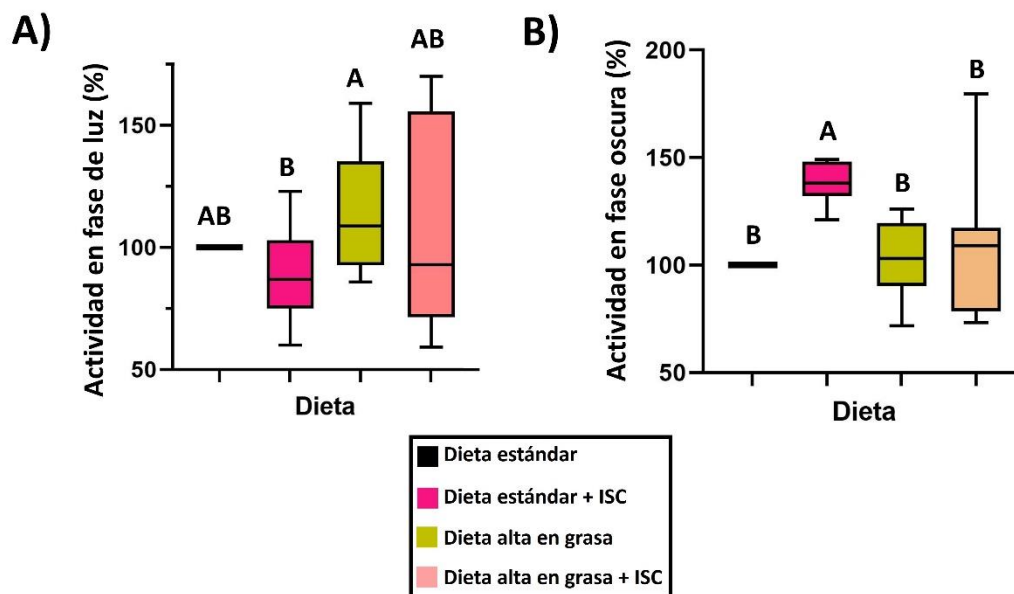 A)
Actividad en fase de luz (%)
150
100
50
AB
B
A
AB
Dieta
B)
Actividad en fase oscura (%)
200
150
100
50
B
A
B
B
Dieta
Dieta estándar
Dieta estándar + ISC
Dieta alta en grasa
Dieta alta en grasa + ISC